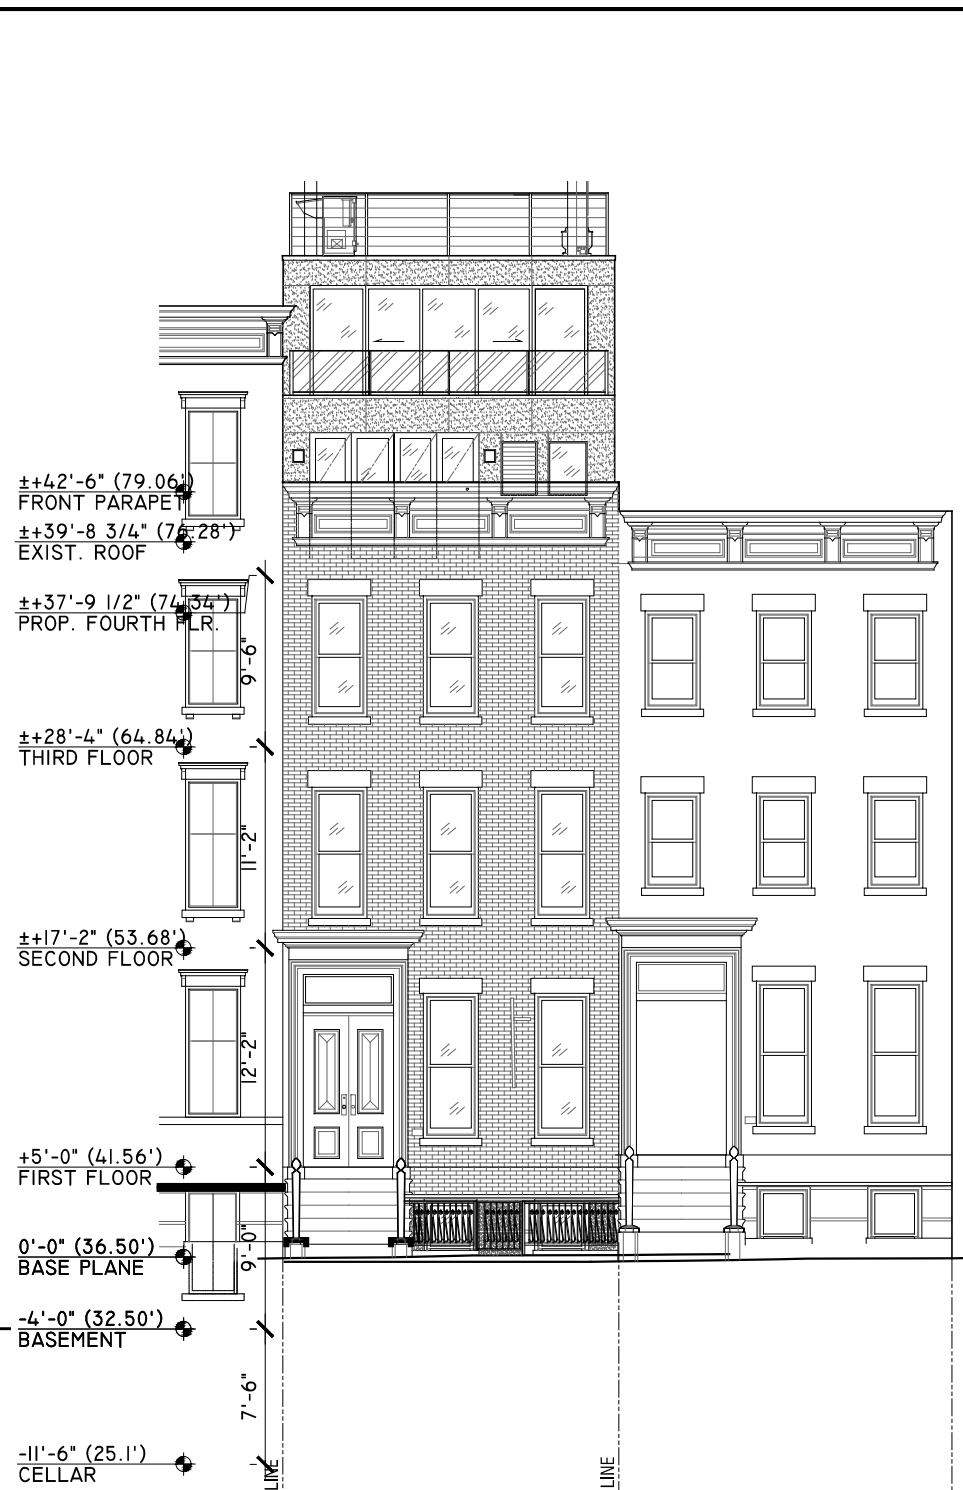 ±+42'-6" (79.06')
FRONT PARAPET
±+39'-8 3/4" (76.28')
EXIST. ROOF
±+37'-9 1/2" (74.34')
PROP. FOURTH FLR.
9'-6"
±+28'-4" (64.84')
THIRD FLOOR
11'-2"
±+17'-2" (53.68')
SECOND FLOOR
12'-2"
+5'-0" (41.56')
FIRST FLOOR
0'-0" (36.50')
BASE PLANE
9'-0"
-4'-0" (32.50')
BASEMENT
7'-6"
-11'-6" (25.1')
CELLAR
LINE
LINE